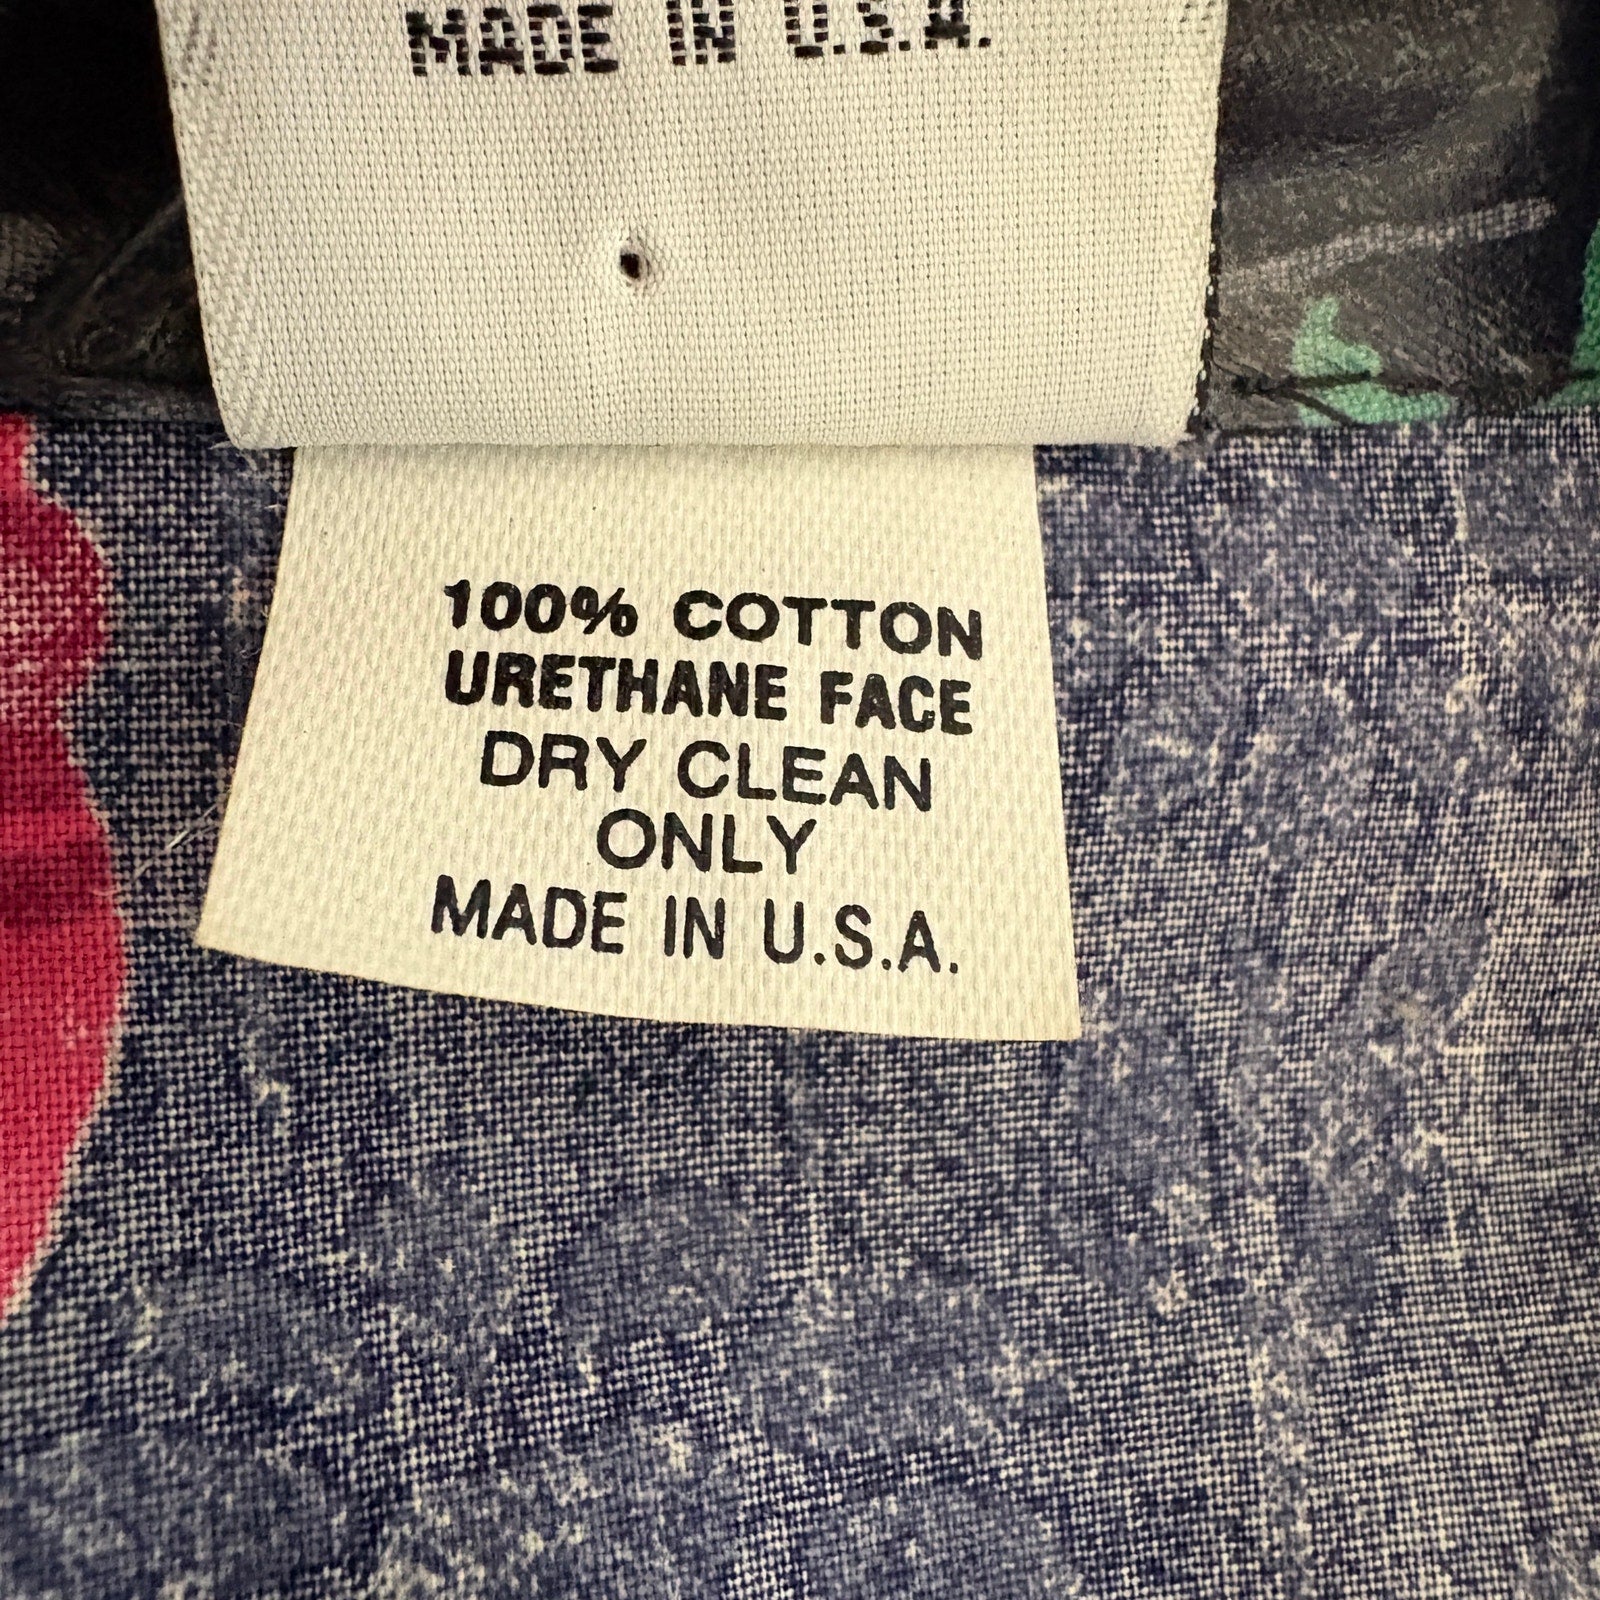 MADE IN U.S.A.
100% COTTON
URETHANE FACE
DRY CLEAN
ONLY
MADE IN U.S.A.